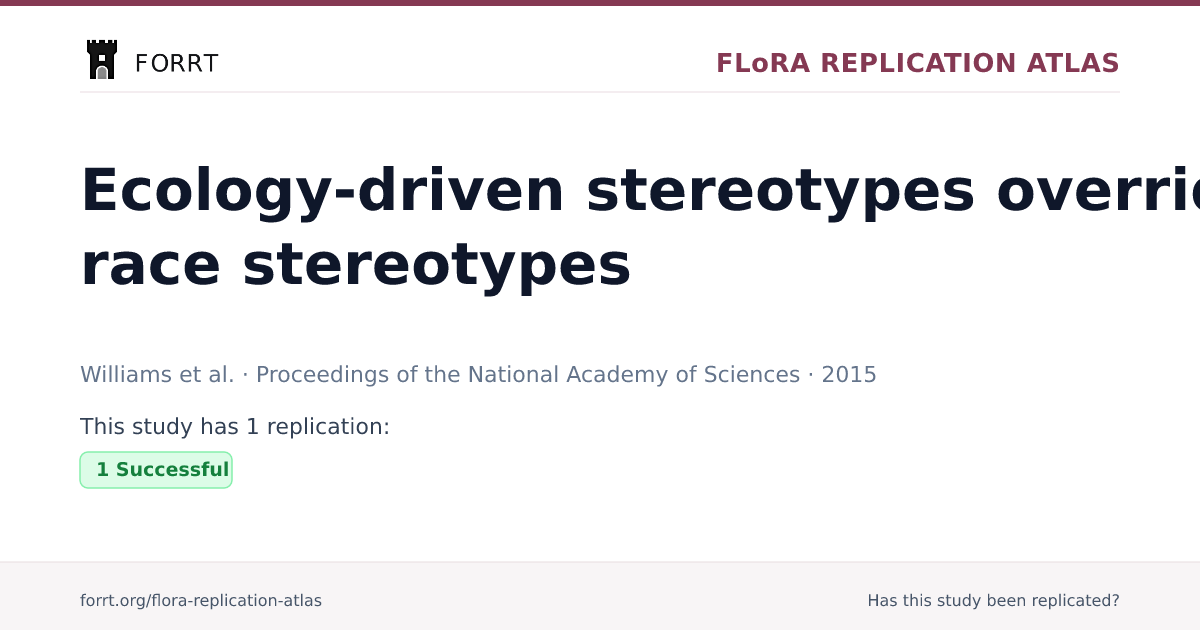 FORRT
FLoRA REPLICATION ATLAS
Ecology-driven stereotypes
race stereotypes
Williams et al. · Proceedings of the National Academy of Sciences · 2015
This study has 1 replication:
1 Successful
forrt.org/flora-replication-atlas
Has this study been replicated?